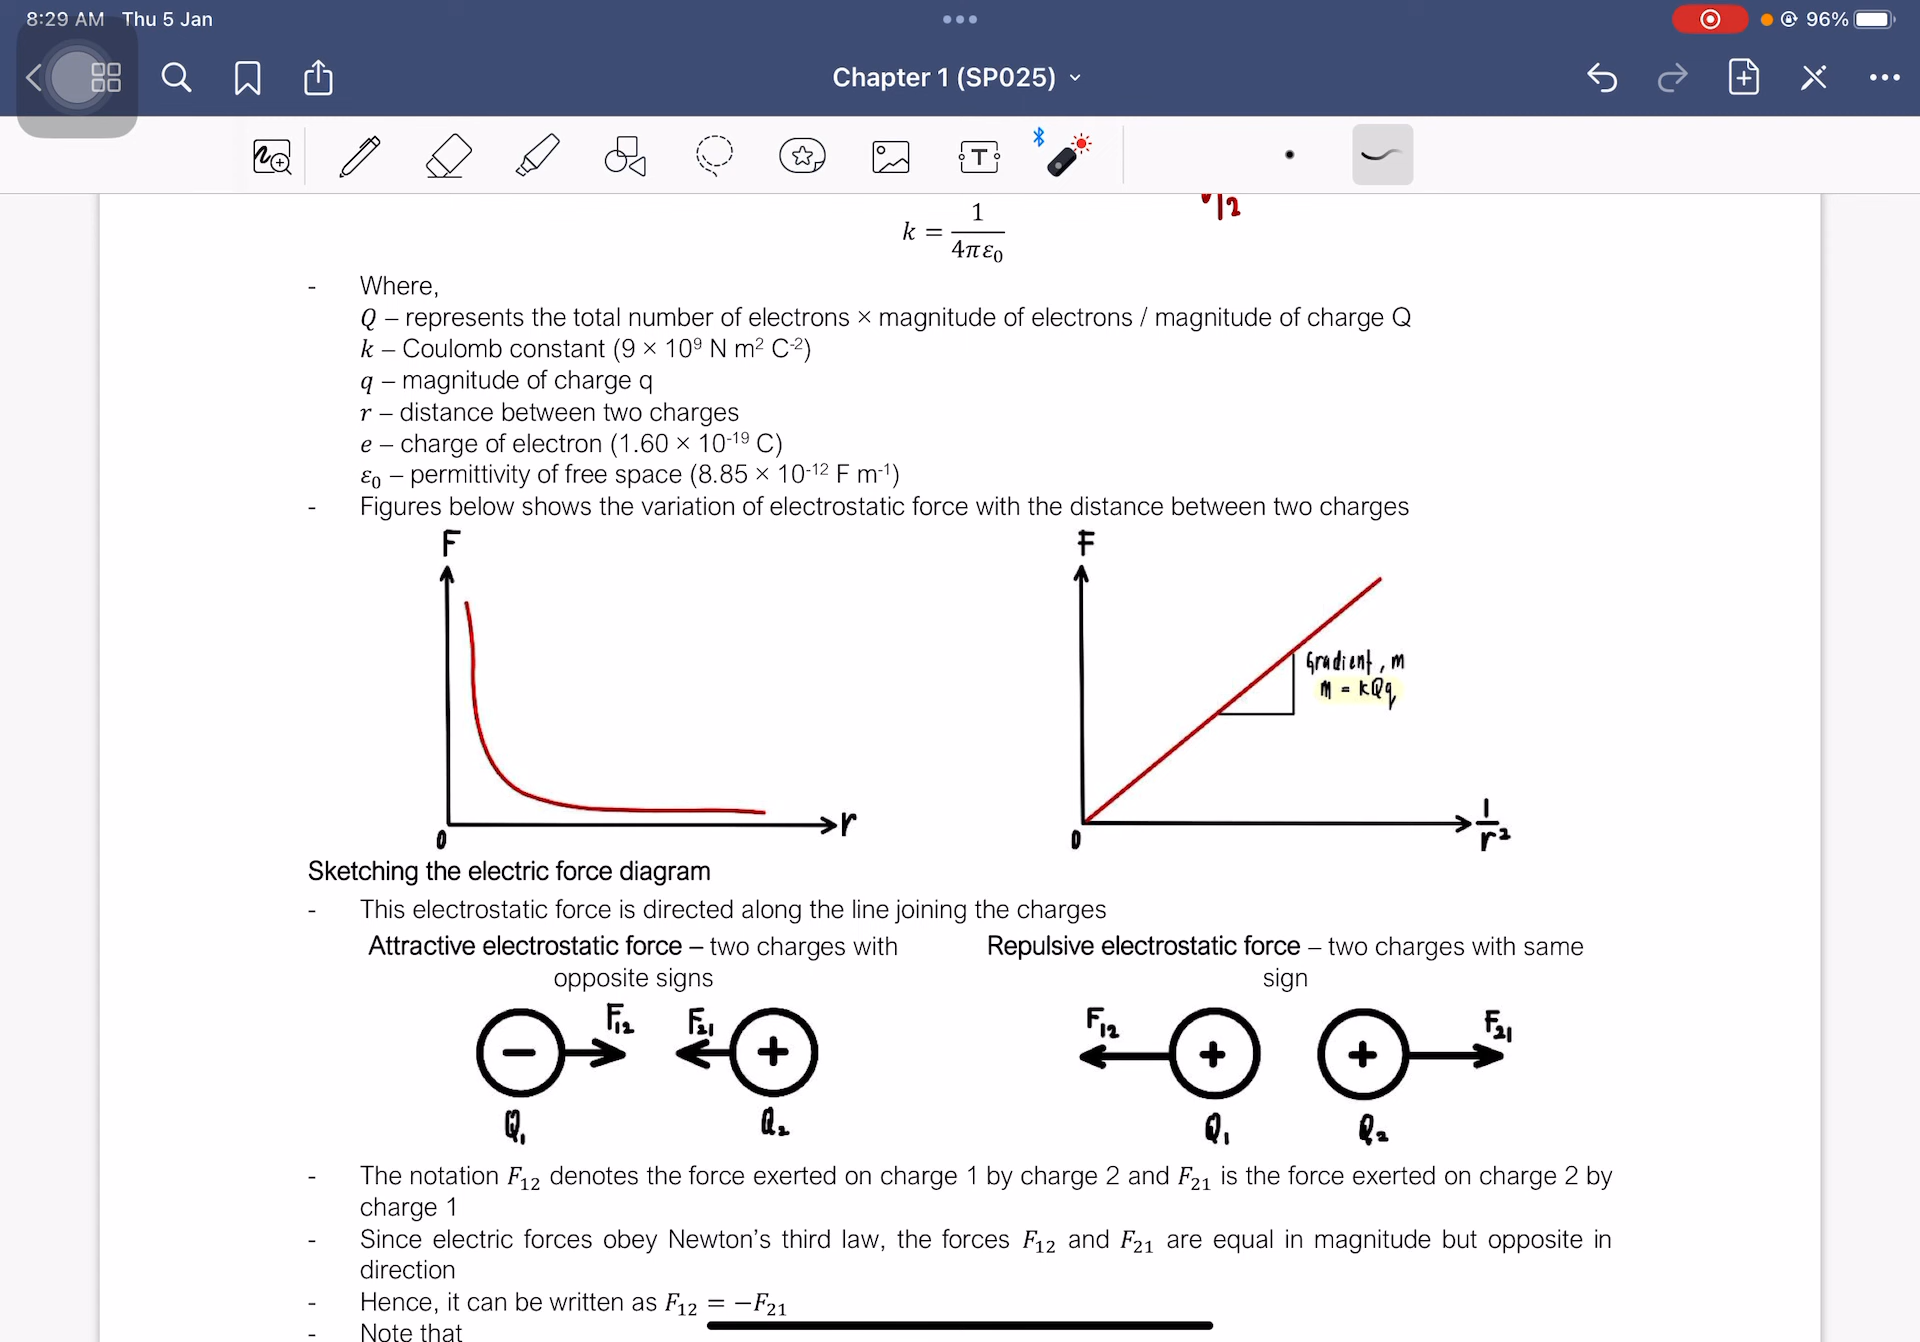 8:29 AM Thu 5 Jan
96%
Chapter 1 (SP025)
T
k = 1/4πε₀
- Where,
Q – represents the total number of electrons × magnitude of electrons / magnitude of charge Q
k – Coulomb constant (9 × 10⁹ N m² C⁻²)
q – magnitude of charge q
r – distance between two charges
e – charge of electron (1.60 × 10⁻¹⁹ C)
ε₀ – permittivity of free space (8.85 × 10⁻¹² F m⁻¹)
- Figures below shows the variation of electrostatic force with the distance between two charges
F
F
Gradient, m
m = kQq
0
r
0
1/r²
Sketching the electric force diagram
- This electrostatic force is directed along the line joining the charges
Attractive electrostatic force – two charges with
opposite signs
Repulsive electrostatic force – two charges with same
sign
F₁₂ F₂₁
− +
Q₁ Q₂
F₁₂ F₂₁
+ +
Q₁ Q₂
- The notation F₁₂ denotes the force exerted on charge 1 by charge 2 and F₂₁ is the force exerted on charge 2 by
charge 1
- Since electric forces obey Newton's third law, the forces F₁₂ and F₂₁ are equal in magnitude but opposite in
direction
- Hence, it can be written as F₁₂ = −F₂₁
- Note that